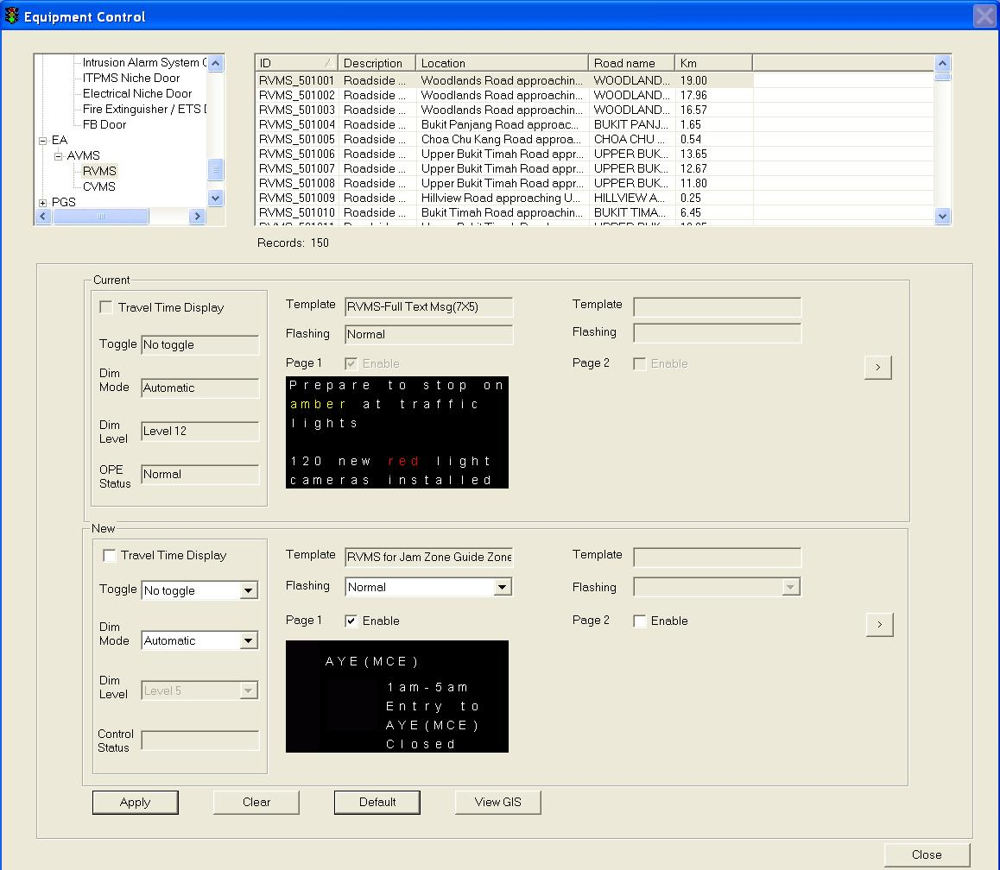 Equipment Control
Intrusion Alarm System
ITPMS Niche Door
Electrical Niche Door
Fire Extinguisher / ETS
FB Door
EA
AVMS
RVMS
CVMS
PGS
ID Description Location Road name Km
RVMS_501001 Roadside ... Woodlands Road approachin... WOODLAND... 19.00
RVMS_501002 Roadside ... Woodlands Road approachin... WOODLAND... 17.96
RVMS_501003 Roadside ... Woodlands Road approachin... WOODLAND... 16.57
RVMS_501004 Roadside ... Bukit Panjang Road approac... BUKIT PANJ... 1.65
RVMS_501005 Roadside ... Choa Chu Kang Road approa... CHOA CHU ... 0.54
RVMS_501006 Roadside ... Upper Bukit Timah Road appr... UPPER BUK... 13.65
RVMS_501007 Roadside ... Upper Bukit Timah Road appr... UPPER BUK... 12.67
RVMS_501008 Roadside ... Upper Bukit Timah Road appr... UPPER BUK... 11.80
RVMS_501009 Roadside ... Hillview Road approaching U... HILLVIEW A... 0.25
RVMS_501010 Roadside ... Bukit Timah Road approachin... BUKIT TIMA... 6.45
Records: 150
Current
Travel Time Display
Toggle No toggle
Dim Mode Automatic
Dim Level Level 12
OPE Status Normal
Template RVMS-Full Text Msg(7X5)
Flashing Normal
Page 1 Enable
Prepare to stop on
amber at traffic
lights
120 new red light
cameras installed
Template
Flashing
Page 2 Enable
>
New
Travel Time Display
Toggle No toggle
Dim Mode Automatic
Dim Level Level 5
Control Status
Template RVMS for Jam Zone Guide Zone
Flashing Normal
Page 1 Enable
AYE(MCE)
1am-5am
Entry to
AYE(MCE)
Closed
Template
Flashing
Page 2 Enable
>
Apply Clear Default View GIS
Close